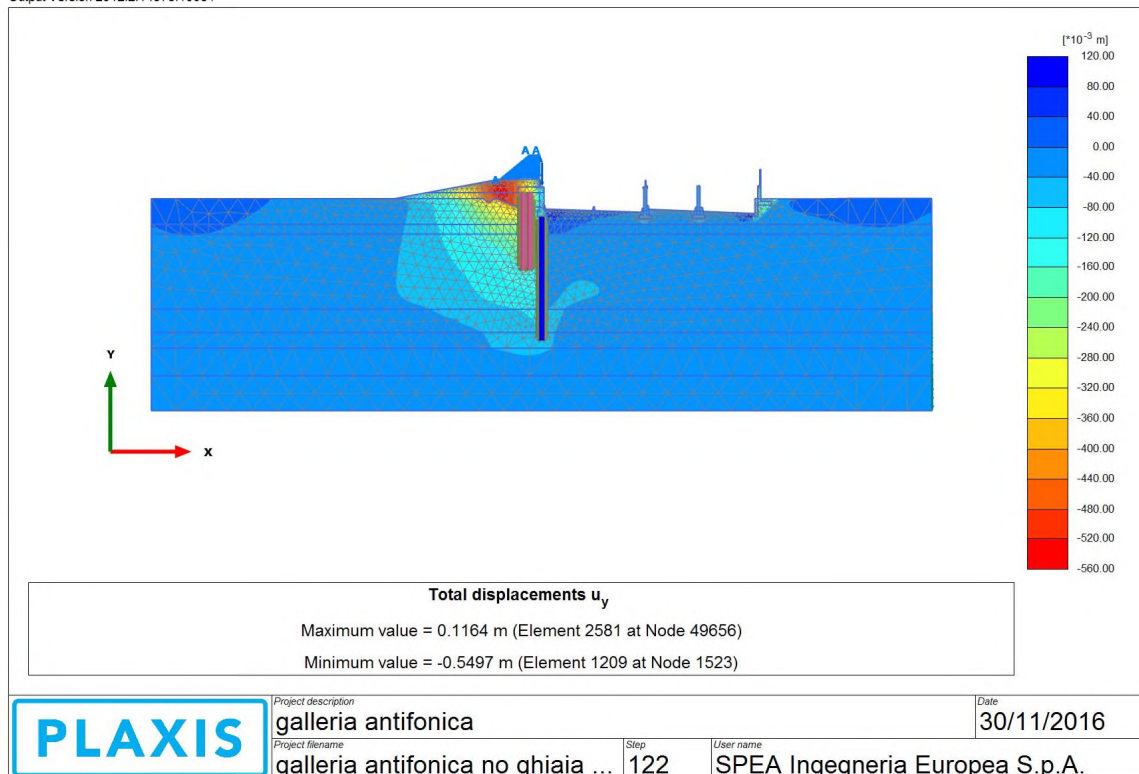 [*10⁻³ m]
120.00
80.00
40.00
0.00
-40.00
-80.00
-120.00
-160.00
-200.00
-240.00
-280.00
-320.00
-360.00
-400.00
-440.00
-480.00
-520.00
-560.00
A A
A
Y
x
Total displacements uy
Maximum value = 0.1164 m (Element 2581 at Node 49656)
Minimum value = -0.5497 m (Element 1209 at Node 1523)
PLAXIS
Project description
galleria antifonica
Date
30/11/2016
Project filename
galleria antifonica no ghiaia ...
Step
122
User name
SPEA Ingegneria Europea S.p.A.